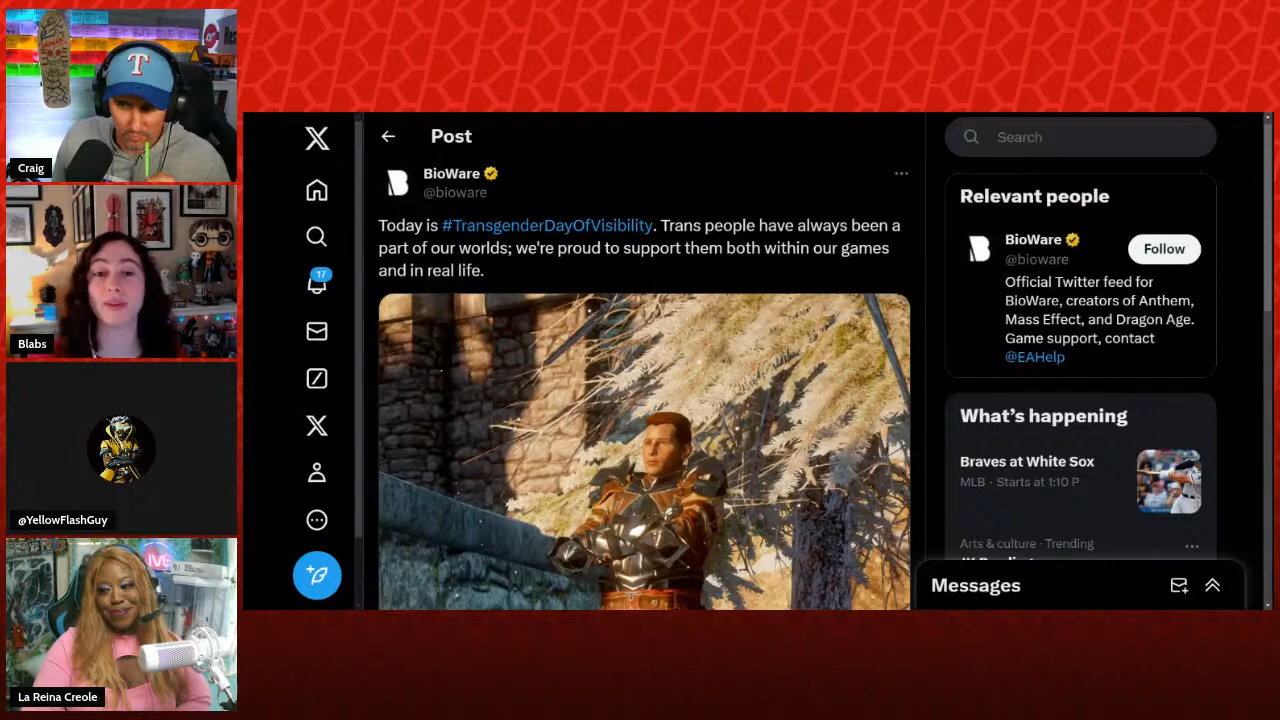 T
Craig
Blabs
@YellowFlashGuy
La Reina Creole
Post
BioWare
@bioware
Today is #TransgenderDayOfVisibility. Trans people have always been a
part of our worlds; we're proud to support them both within our games
and in real life.
17
Search
Relevant people
BioWare
@bioware
Follow
Official Twitter feed for
BioWare, creators of Anthem,
Mass Effect, and Dragon Age.
Game support, contact
@EAHelp
What's happening
Braves at White Sox
MLB · Starts at 1:10 P
Arts & culture · Trending
Messages